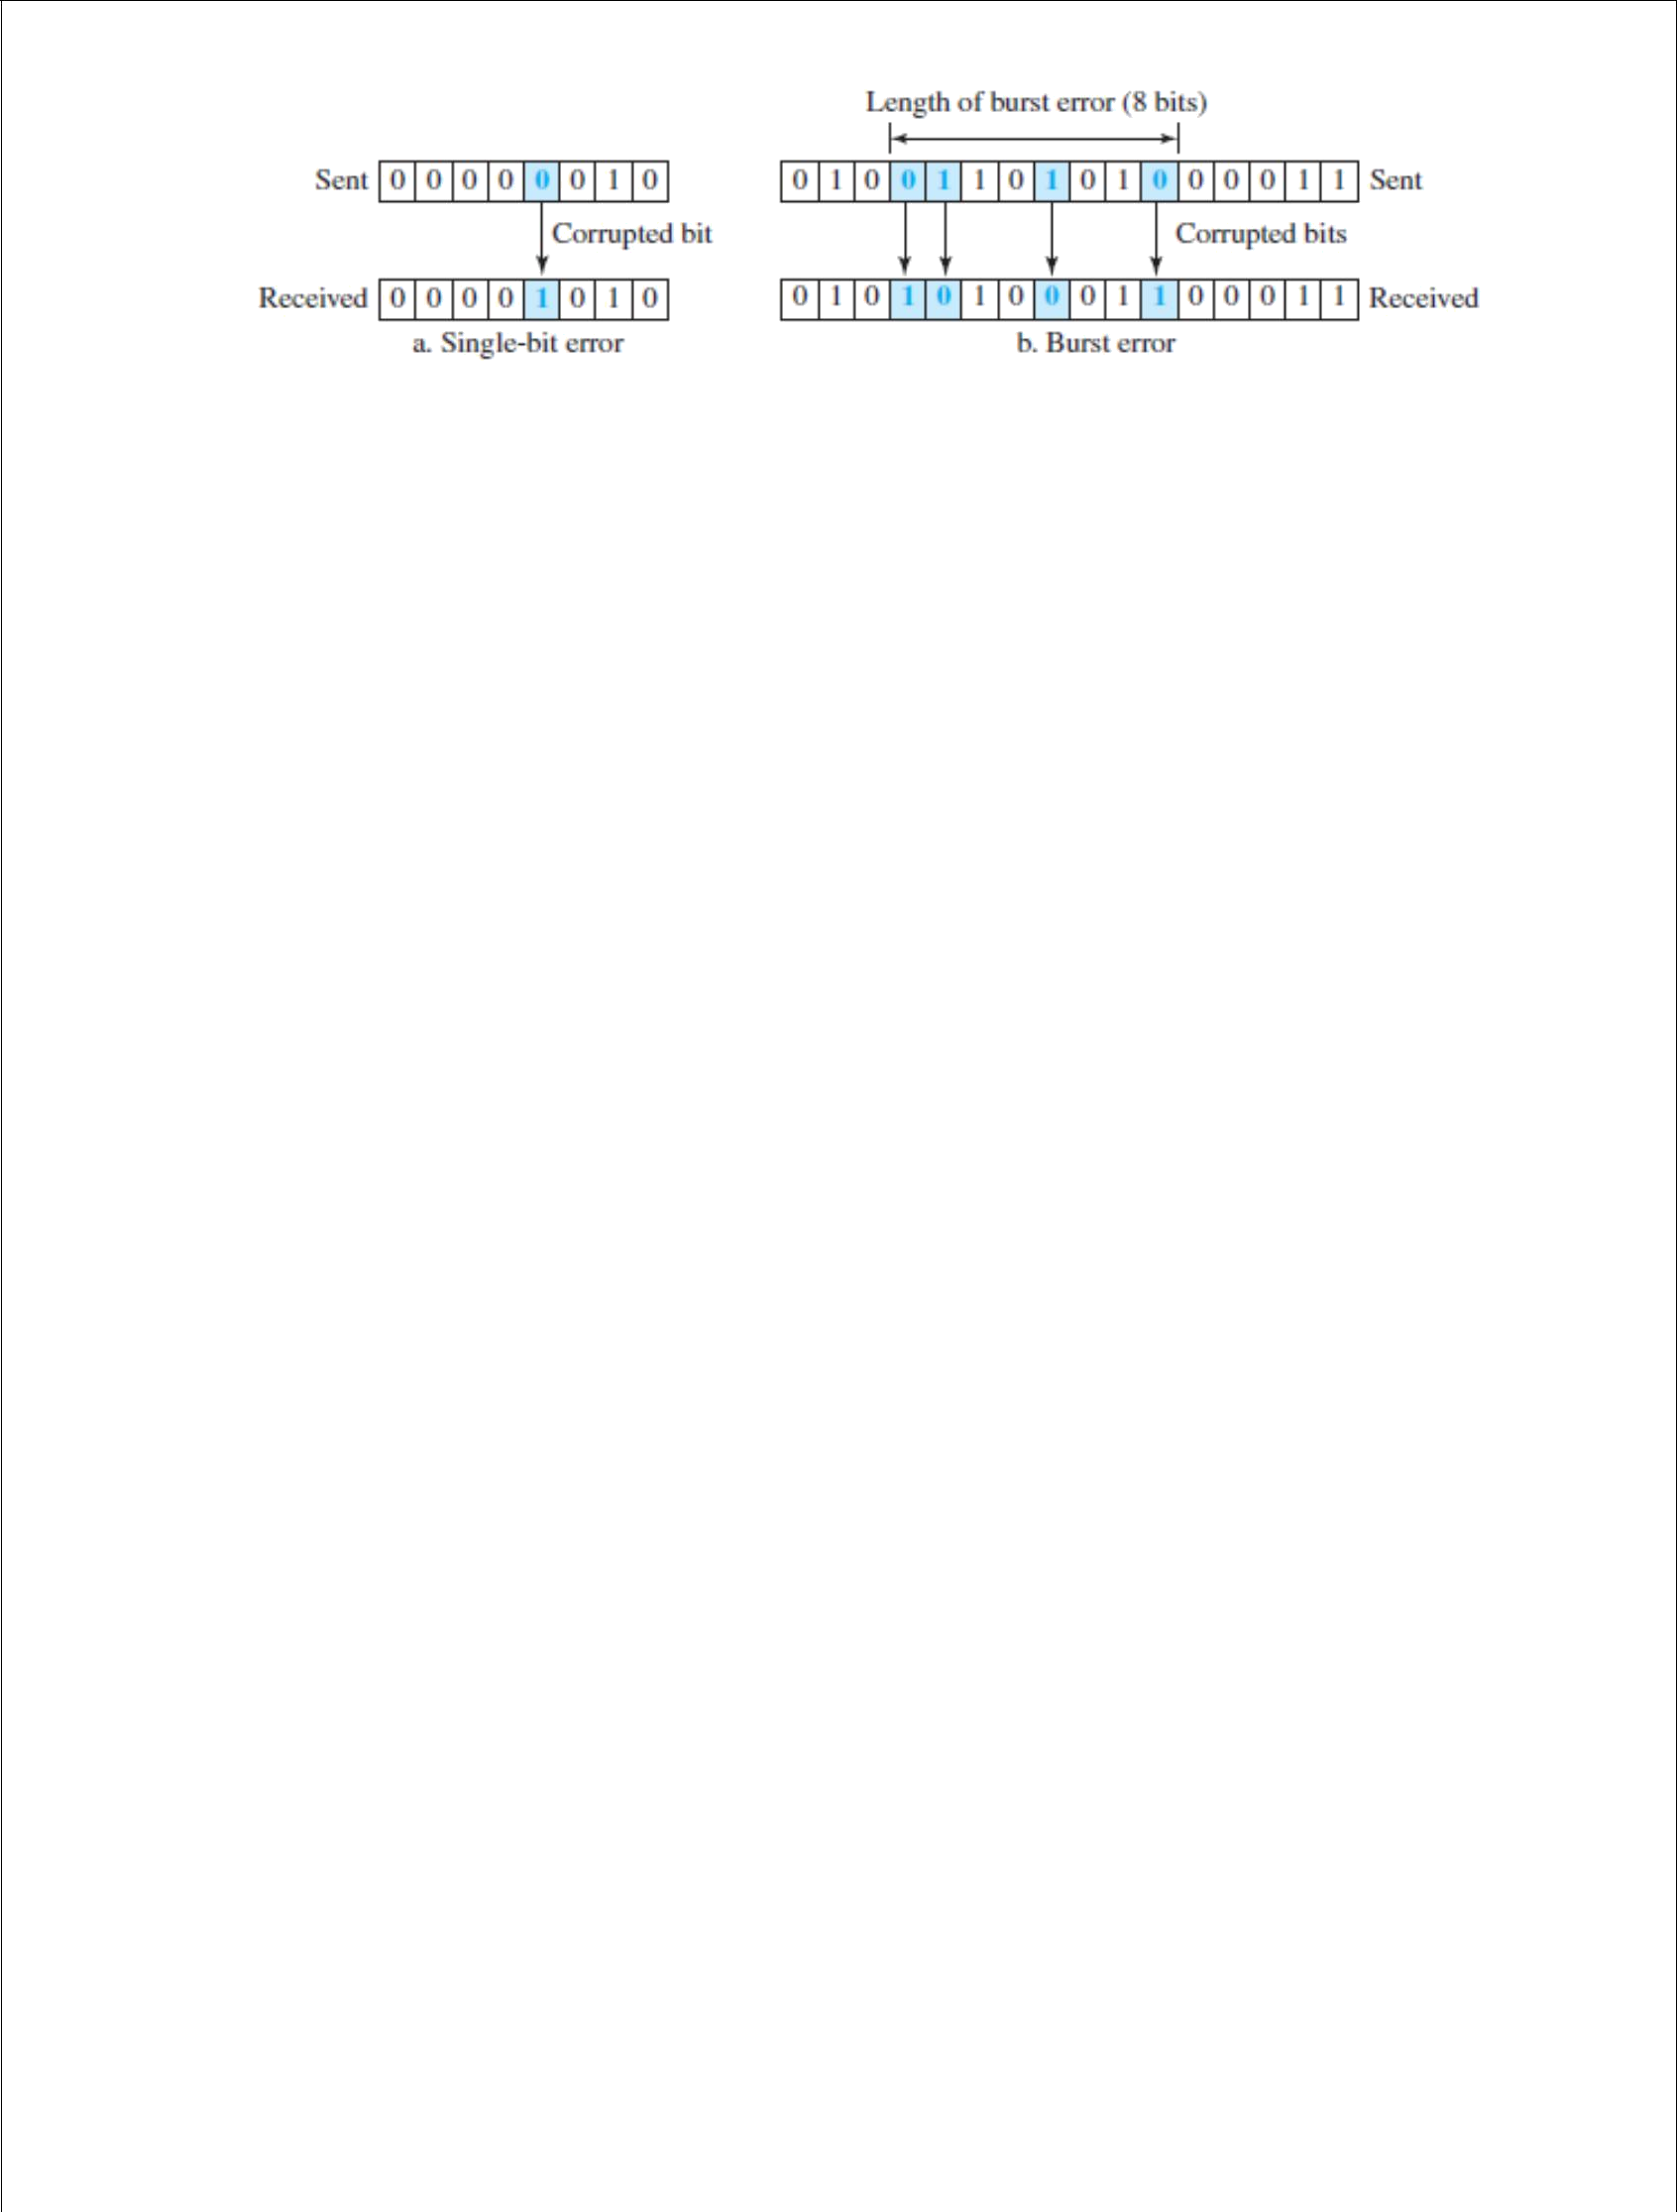 Length of burst error (8 bits)
Sent 0 0 0 0 0 0 1 0
0 1 0 0 1 1 0 1 0 1 0 0 0 0 1 1 Sent
Corrupted bit
Corrupted bits
Received 0 0 0 0 1 0 1 0
0 1 0 1 0 1 0 0 0 1 1 0 0 0 1 1 Received
a. Single-bit error
b. Burst error